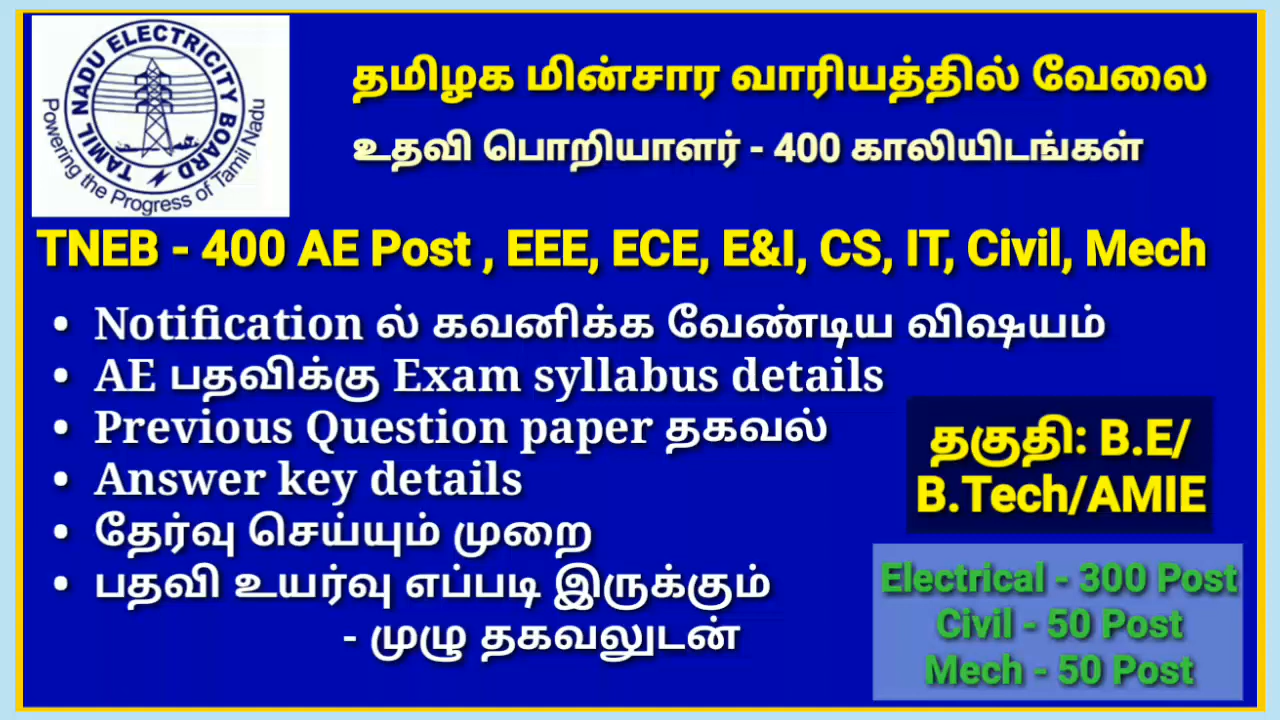 TAMIL NADU ELECTRICITY BOARD
Powering the Progress of Tamil Nadu
தமிழக மின்சார வாரியத்தில் வேலை
உதவி பொறியாளர் - 400 காலியிடங்கள்
TNEB - 400 AE Post , EEE, ECE, E&I, CS, IT, Civil, Mech
• Notification ல் கவனிக்க வேண்டிய விஷயம்
• AE பதவிக்கு Exam syllabus details
• Previous Question paper தகவல்
• Answer key details
• தேர்வு செய்யும் முறை
• பதவி உயர்வு எப்படி இருக்கும்
- முழு தகவலுடன்
தகுதி: B.E/
B.Tech/AMIE
Electrical - 300 Post
Civil - 50 Post
Mech - 50 Post